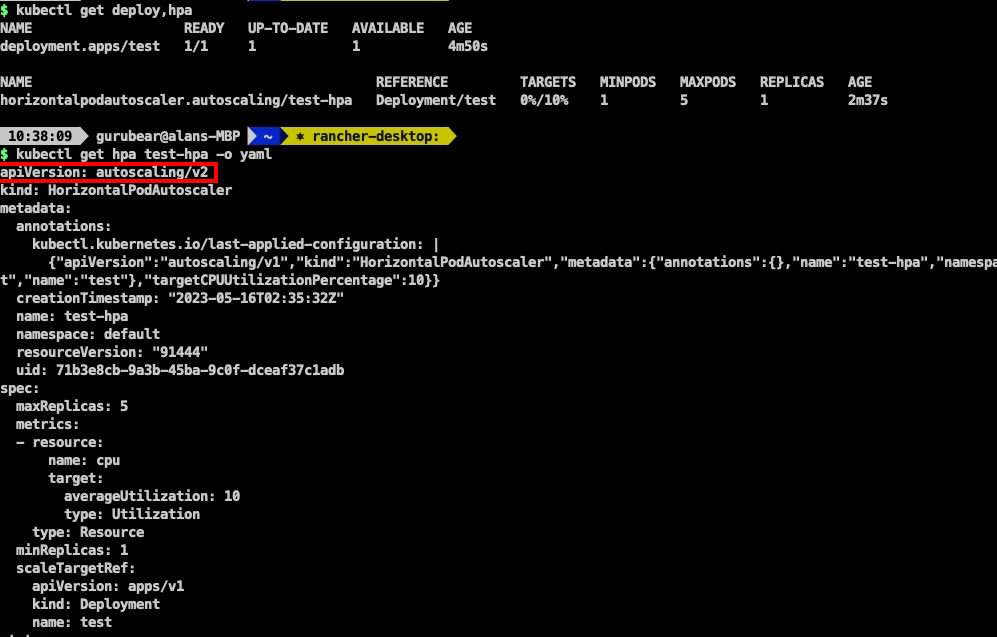 $ kubectl get deploy,hpa
NAME READY UP-TO-DATE AVAILABLE AGE
deployment.apps/test 1/1 1 1 4m50s
NAME REFERENCE TARGETS MINPODS MAXPODS REPLICAS AGE
horizontalpodautoscaler.autoscaling/test-hpa Deployment/test 0%/10% 1 5 1 2m37s
10:38:09 gurubear@alans-MBP ~ ⎈ rancher-desktop:
$ kubectl get hpa test-hpa -o yaml
apiVersion: autoscaling/v2
kind: HorizontalPodAutoscaler
metadata:
  annotations:
    kubectl.kubernetes.io/last-applied-configuration: |
      {"apiVersion":"autoscaling/v1","kind":"HorizontalPodAutoscaler","metadata":{"annotations":{},"name":"test-hpa","namespa
t","name":"test"},"targetCPUUtilizationPercentage":10}}
  creationTimestamp: "2023-05-16T02:35:32Z"
  name: test-hpa
  namespace: default
  resourceVersion: "91444"
  uid: 71b3e8cb-9a3b-45ba-9c0f-dceaf37c1adb
spec:
  maxReplicas: 5
  metrics:
  - resource:
      name: cpu
      target:
        averageUtilization: 10
        type: Utilization
    type: Resource
  minReplicas: 1
  scaleTargetRef:
    apiVersion: apps/v1
    kind: Deployment
    name: test